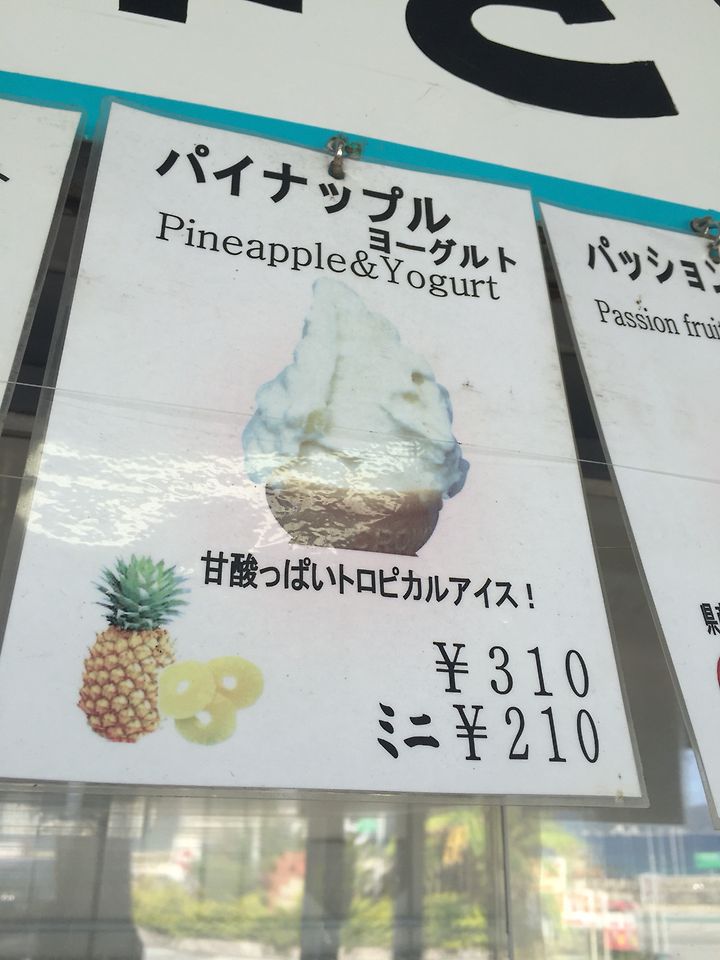 パイナップル
ヨーグルト
Pineapple&Yogurt
甘酸っぱいトロピカルアイス！
¥310
ミニ¥210
パッション
Passion frui
県